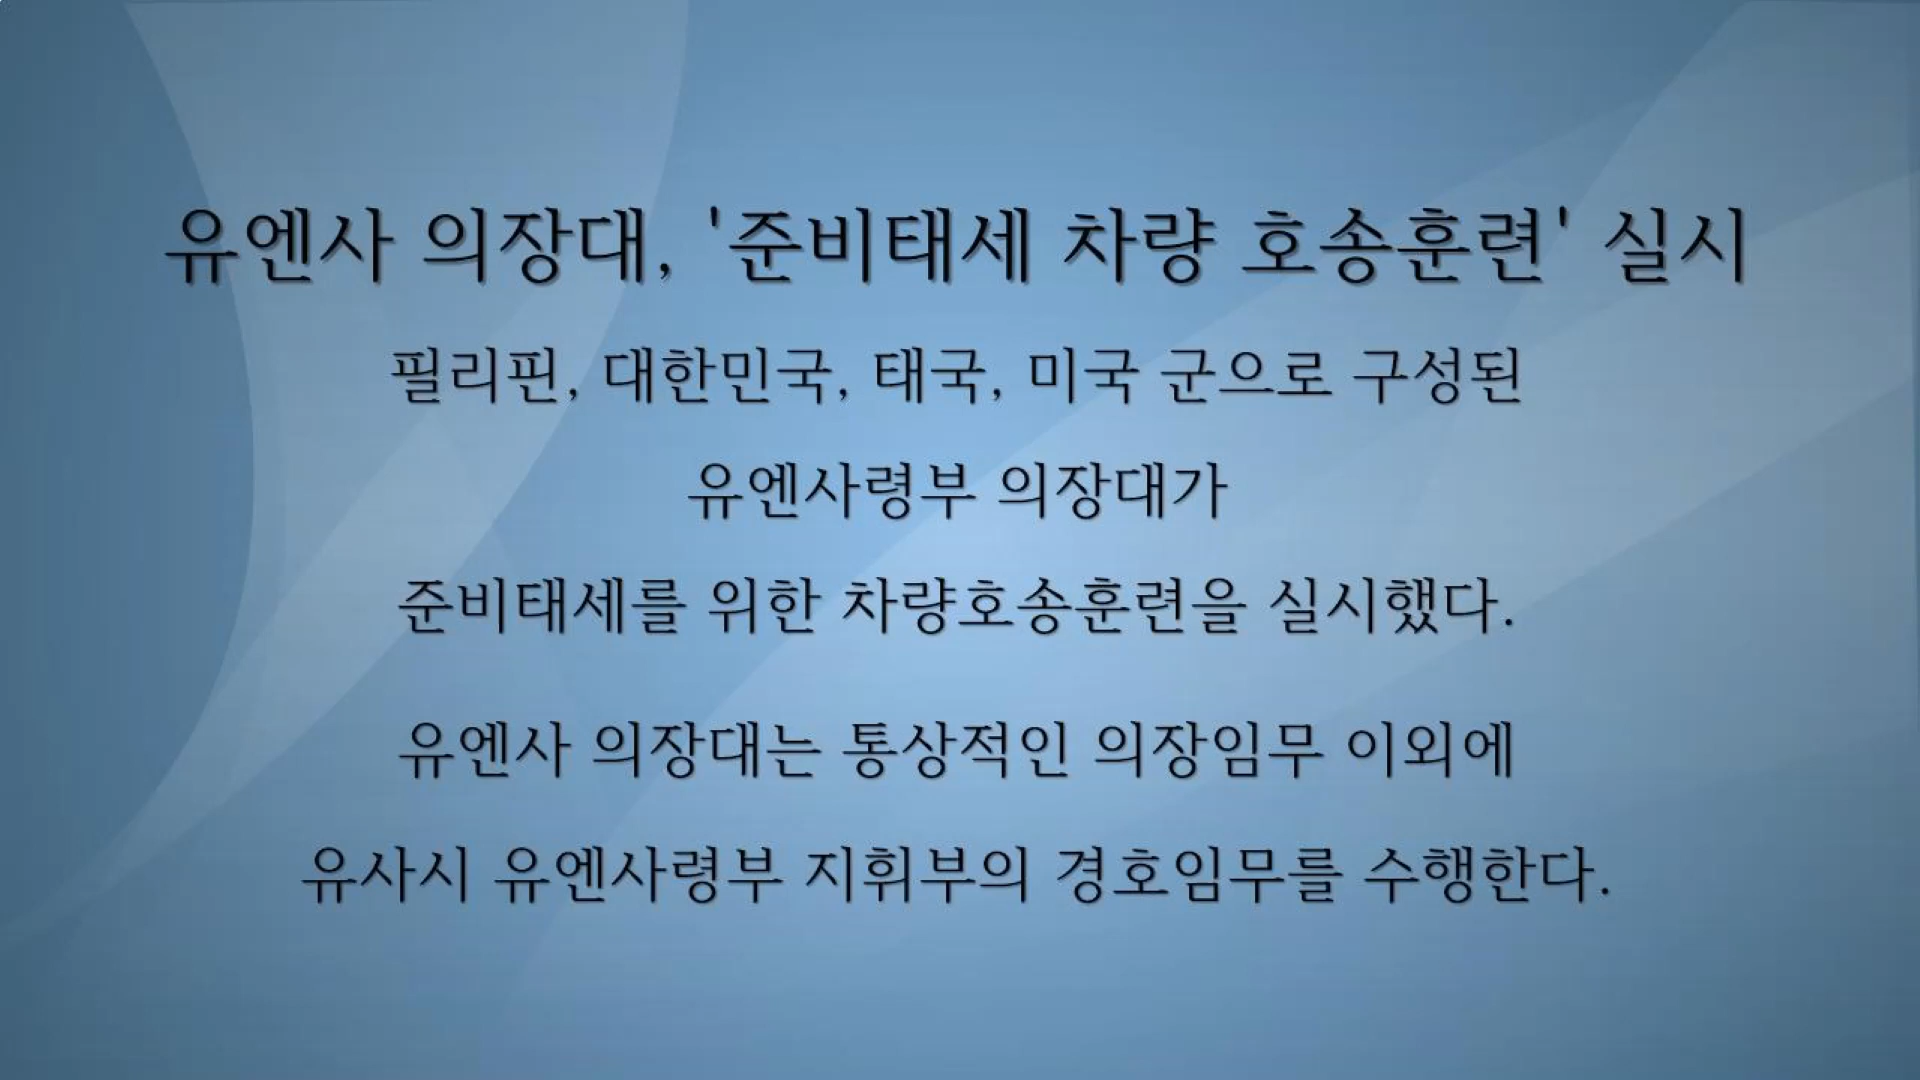 유엔사 의장대, '준비태세 차량 호송훈련' 실시
필리핀, 대한민국, 태국, 미국 군으로 구성된
유엔사령부 의장대가
준비태세를 위한 차량호송훈련을 실시했다.
유엔사 의장대는 통상적인 의장임무 이외에
유사시 유엔사령부 지휘부의 경호임무를 수행한다.